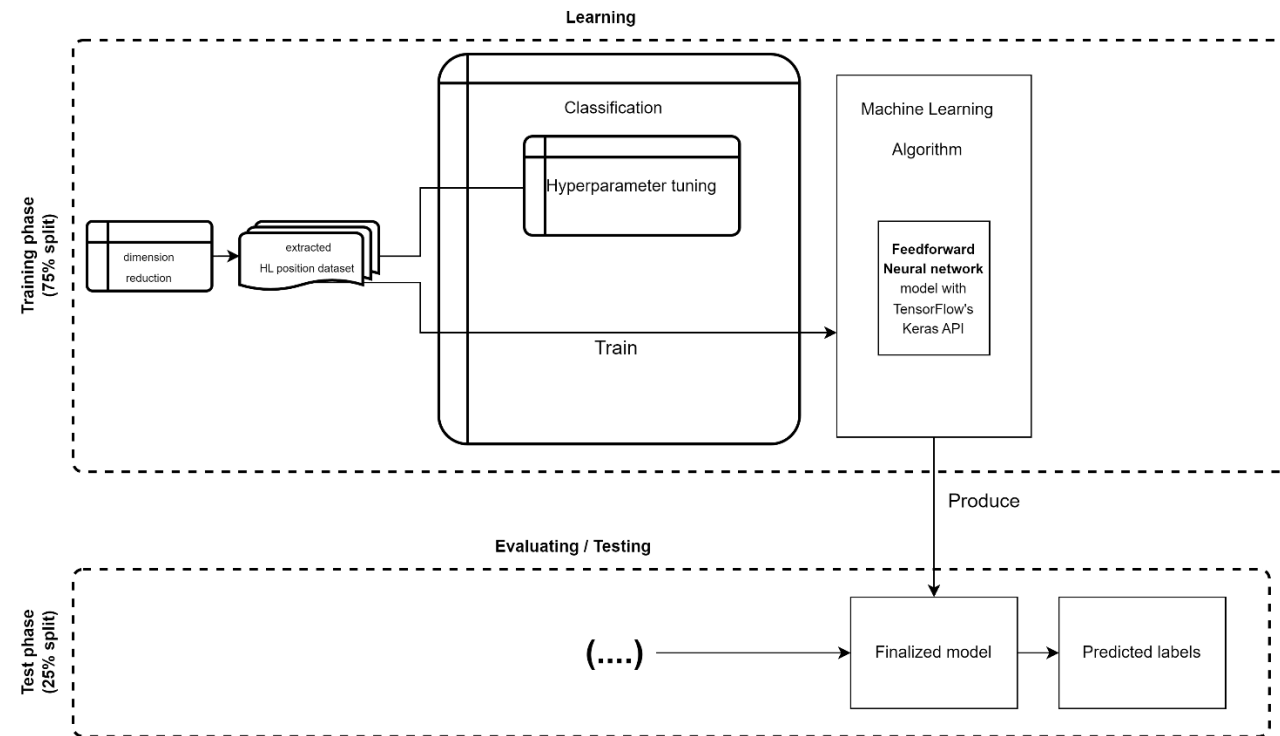 Learning
Training phase
(75% split)
dimension
reduction
extracted
HL position dataset
Classification
Hyperparameter tuning
Train
Machine Learning
Algorithm
Feedforward
Neural network
model with
TensorFlow's
Keras API
Produce
Evaluating / Testing
Test phase
(25% split)
(....)
Finalized model
Predicted labels